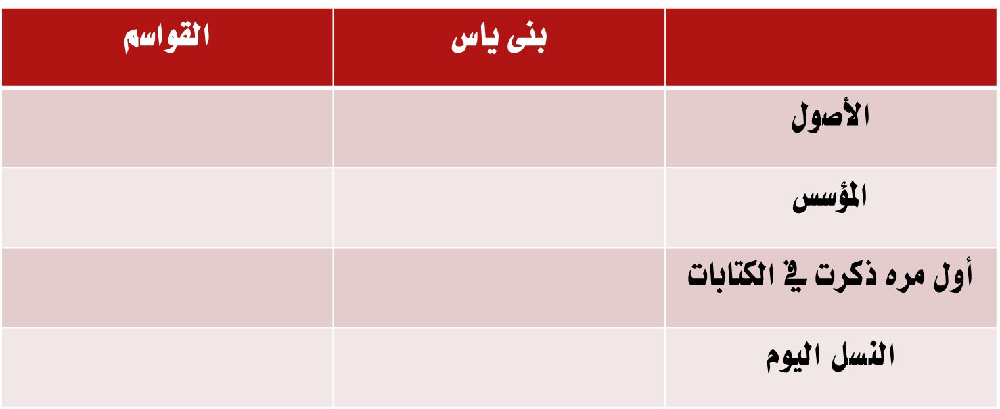 بنى ياس
القواسم
الأصول
المؤسس
أول مره ذكرت في الكتابات
النسل اليوم